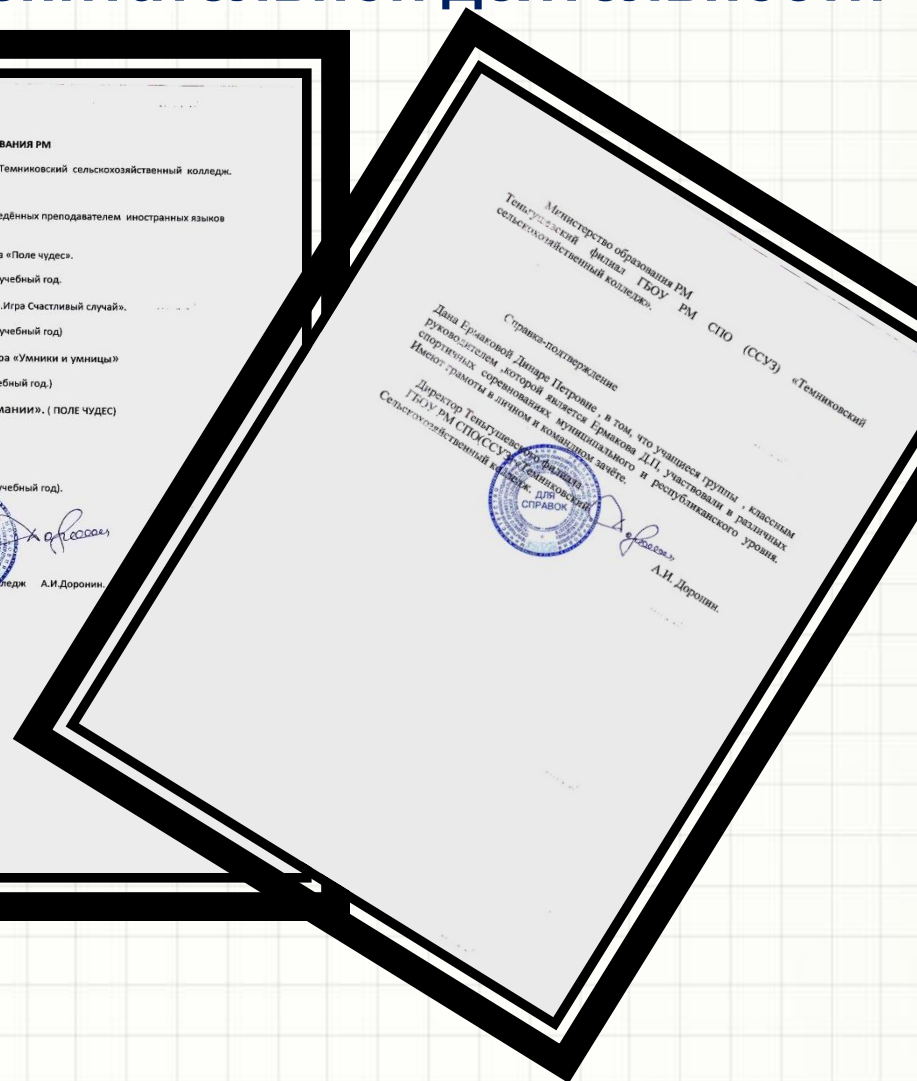 ВАНИЯ РМ
Темниковский сельскохозяйственный колледж.
едённых преподавателем иностранных языков
а «Поле чудес».
учебный год.
.Игра Счастливый случай».
учебный год)
ра «Умники и умницы»
ебный год.)
мании». ( ПОЛЕ ЧУДЕС)
учебный год).
ледж А.И.Доронин.
Министерство образования РМ
Теньгушевский филиал ГБОУ РМ СПО (ССУЗ) «Темниковский
сельскохозяйственный колледж».
Справка-подтверждение
Дана Ермаковой Динаре Петровне , в том, что учащиеся группы , классным
руководителем ,которой является Ермакова Д.П, участвовали в различных
спортичных соревнованиях муниципального и республиканского уровня.
Имеют грамоты в личном и командном зачёте.
Директор Теньгушевского филиала
ГБОУ РМ СПО(ССУЗ) «Темниковский
Сельскохозяйственный колледж.
А.И. Доронин.
ДЛЯ
СПРАВОК